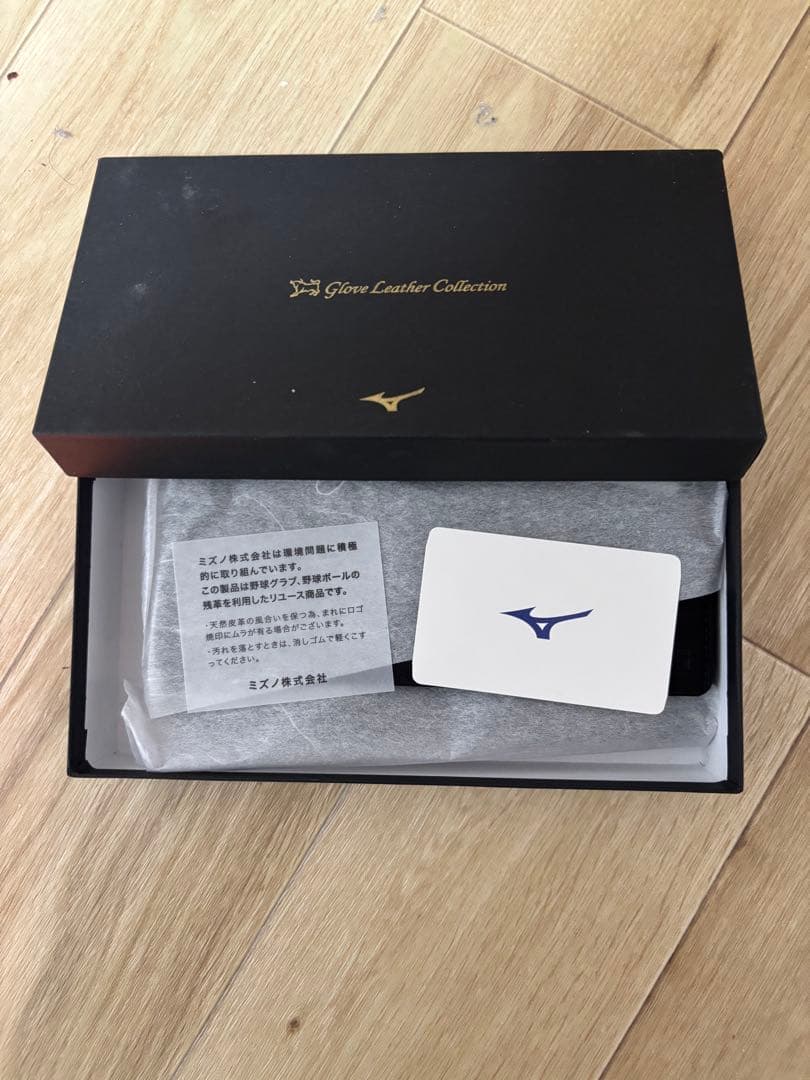 Glove Leather Collection
ミズノ株式会社は環境問題に積極
的に取り組んでいます。
この製品は野球グラブ、野球ボールの
残革を利用したリユース商品です。
・天然皮革の風合いを保つ為、まれにロゴ
焼印にムラが有る場合がございます。
・汚れを落とすときは、消しゴムで軽くこす
ってください。
ミズノ株式会社